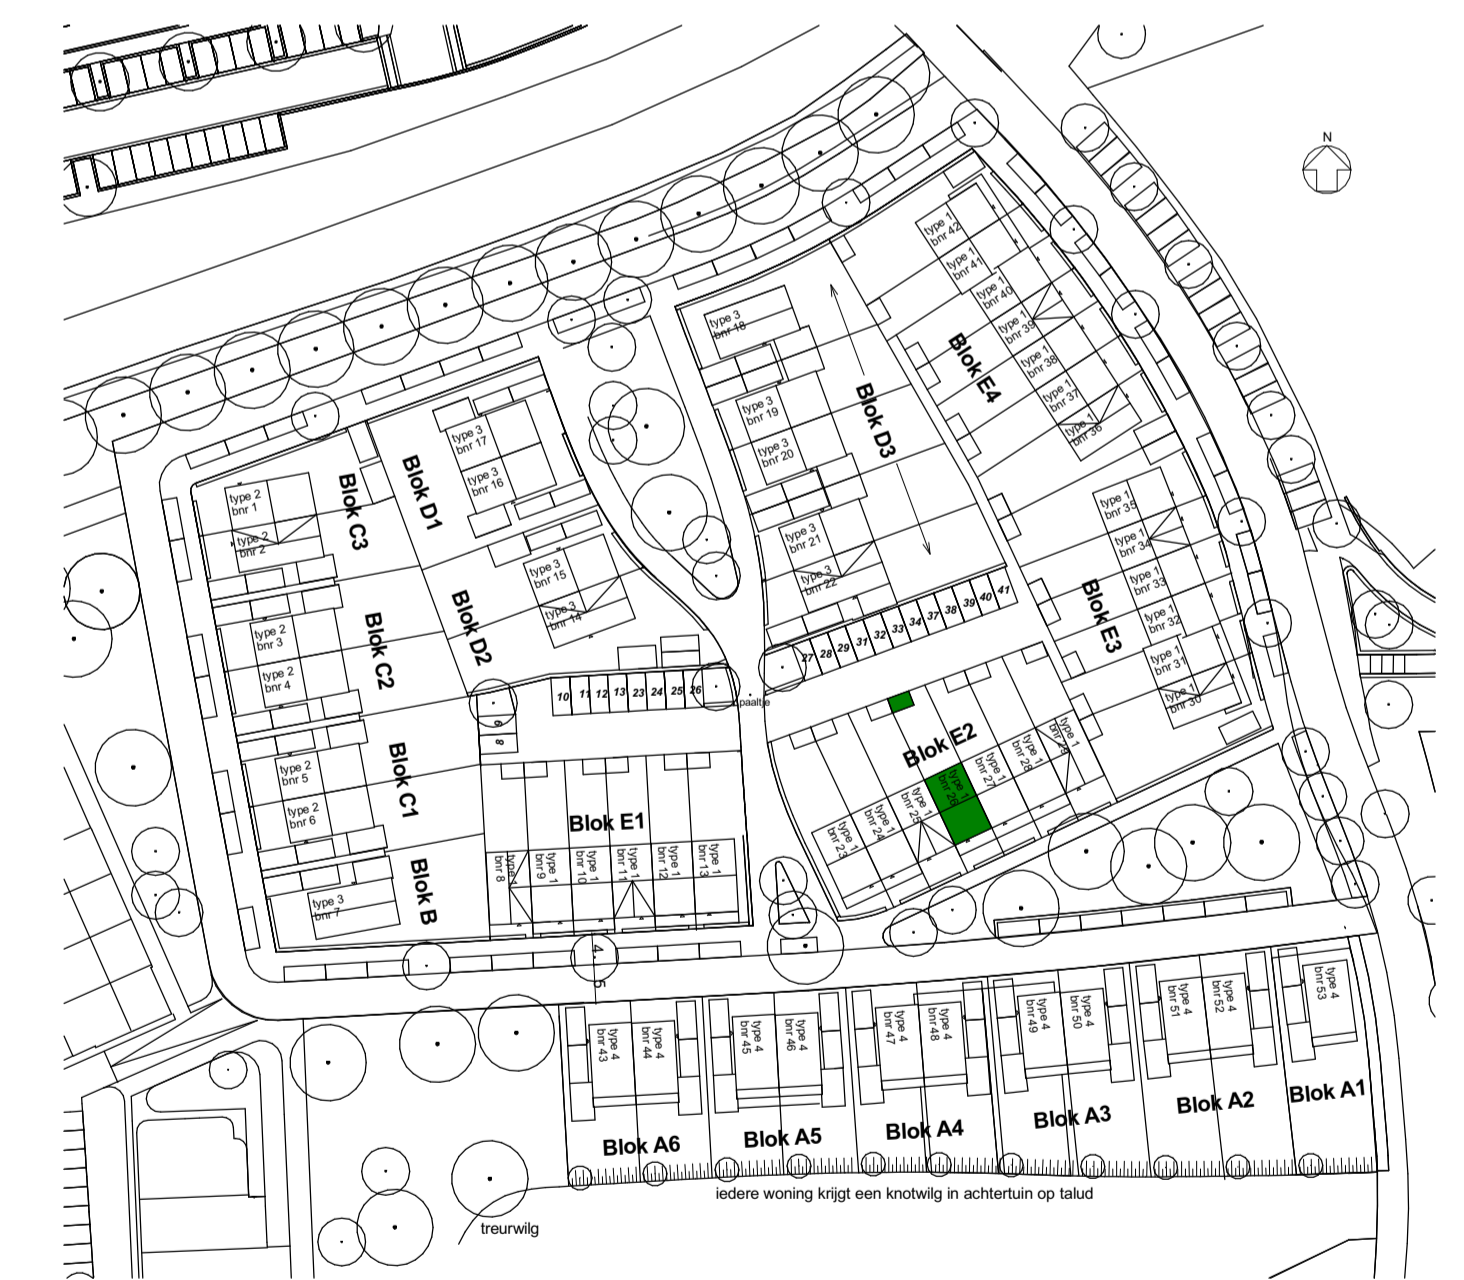 N
type 1
bnr 42
type 1
bnr 41
type 1
bnr 40
type 1
bnr 39
type 1
bnr 38
type 1
bnr 37
type 1
bnr 36
Blok E4
type 3
bnr 18
type 3
bnr 19
type 3
bnr 20
type 3
bnr 21
type 3
bnr 22
Blok D3
type 3
bnr 17
type 3
bnr 16
Blok D1
type 3
bnr 15
type 3
bnr 14
Blok D2
type 2
bnr 1
type 2
bnr 2
Blok C3
type 2
bnr 3
type 2
bnr 4
Blok C2
type 2
bnr 5
type 2
bnr 6
Blok C1
type 3
bnr 7
Blok B
type 1
bnr 35
type 1
bnr 34
type 1
bnr 33
type 1
bnr 32
type 1
bnr 31
type 1
bnr 30
Blok E3
27 28 29 31 32 33 34 37 38 39 40 41
10 11 12 13 23 24 25 26
paaltje
9
8
Blok E2
type 1
bnr 23
type 1
bnr 24
type 1
bnr 25
type 1
bnr 26
type 1
bnr 27
type 1
bnr 28
type 1
bnr 29
Blok E1
type 1
bnr 8
type 1
bnr 9
type 1
bnr 10
type 1
bnr 11
type 1
bnr 12
type 1
bnr 13
4.5
type 4
bnr 43
type 4
bnr 44
type 4
bnr 45
type 4
bnr 46
type 4
bnr 47
type 4
bnr 48
type 4
bnr 49
type 4
bnr 50
type 4
bnr 51
type 4
bnr 52
type 4
bnr 53
Blok A6
Blok A5
Blok A4
Blok A3
Blok A2
Blok A1
iedere woning krijgt een knotwilg in achtertuin op talud
treurwilg